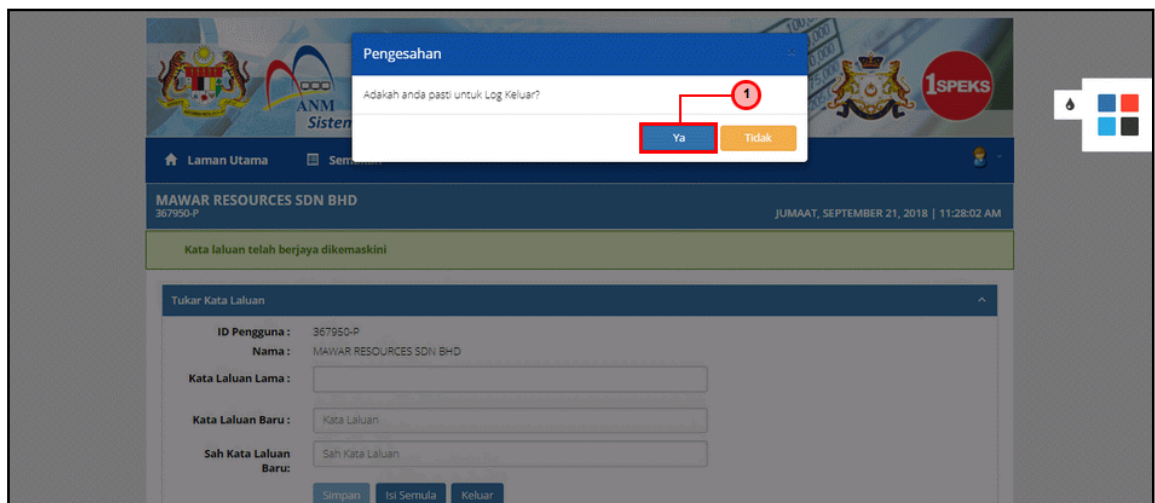 Pengesahan
×
Adakah anda pasti untuk Log Keluar?
1
Ya
Tidak
ANM
Sistem
1SPEKS
Laman Utama
MAWAR RESOURCES SDN BHD
367950-P
JUMAAT, SEPTEMBER 21, 2018 | 11:28:02 AM
Kata laluan telah berjaya dikemaskini
Tukar Kata Laluan
ID Pengguna : 367950-P
Nama : MAWAR RESOURCES SDN BHD
Kata Laluan Lama :
Kata Laluan Baru : Kata Laluan
Sah Kata Laluan Baru: Sah Kata Laluan
Simpan Isi Semula Keluar